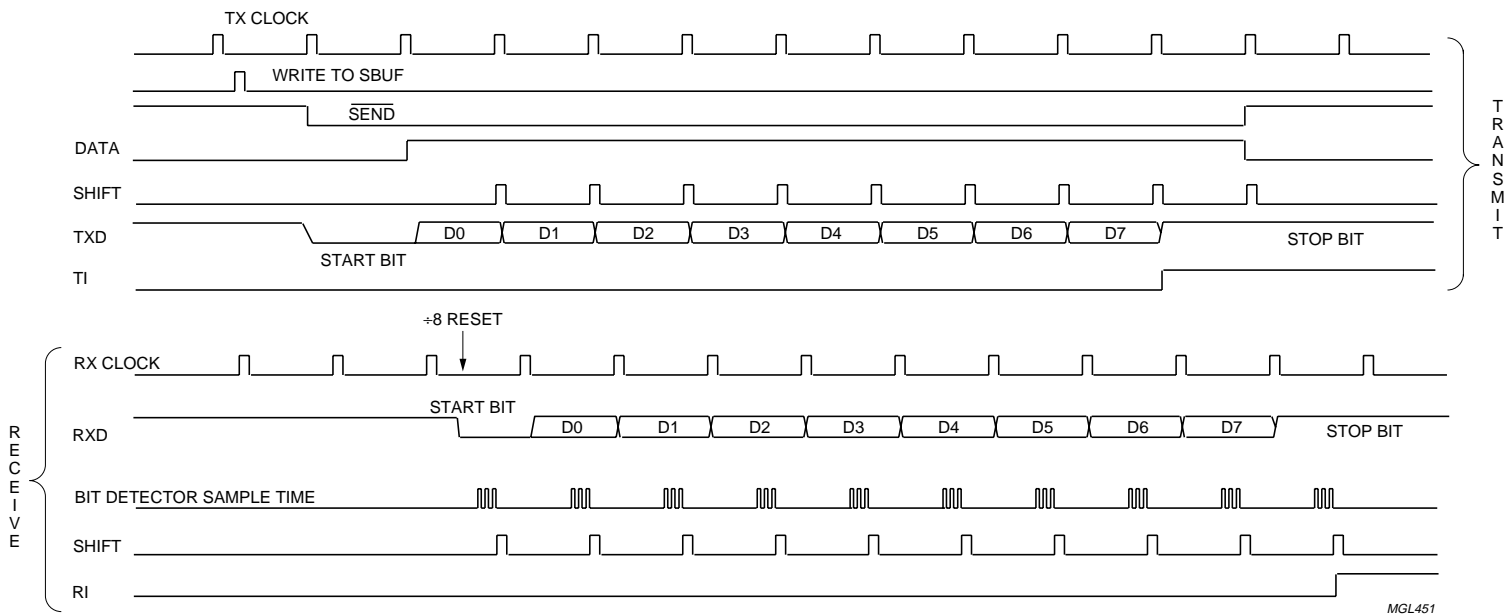 TX CLOCK
WRITE TO SBUF
SEND
DATA
SHIFT
TXD
START BIT
D0 D1 D2 D3 D4 D5 D6 D7
STOP BIT
TI
TRANSMIT
÷8 RESET
RX CLOCK
RXD
START BIT
D0 D1 D2 D3 D4 D5 D6 D7
STOP BIT
BIT DETECTOR SAMPLE TIME
SHIFT
RI
RECEIVE
MGL451